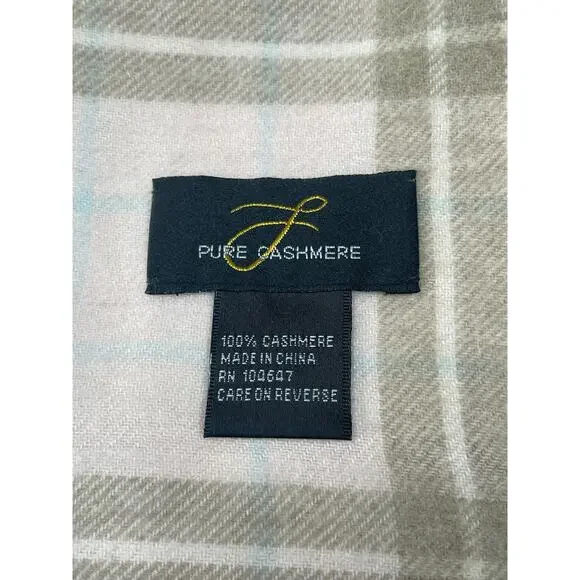 PURE CASHMERE
100% CASHMERE
MADE IN CHINA
RN 104647
CARE ON REVERSE